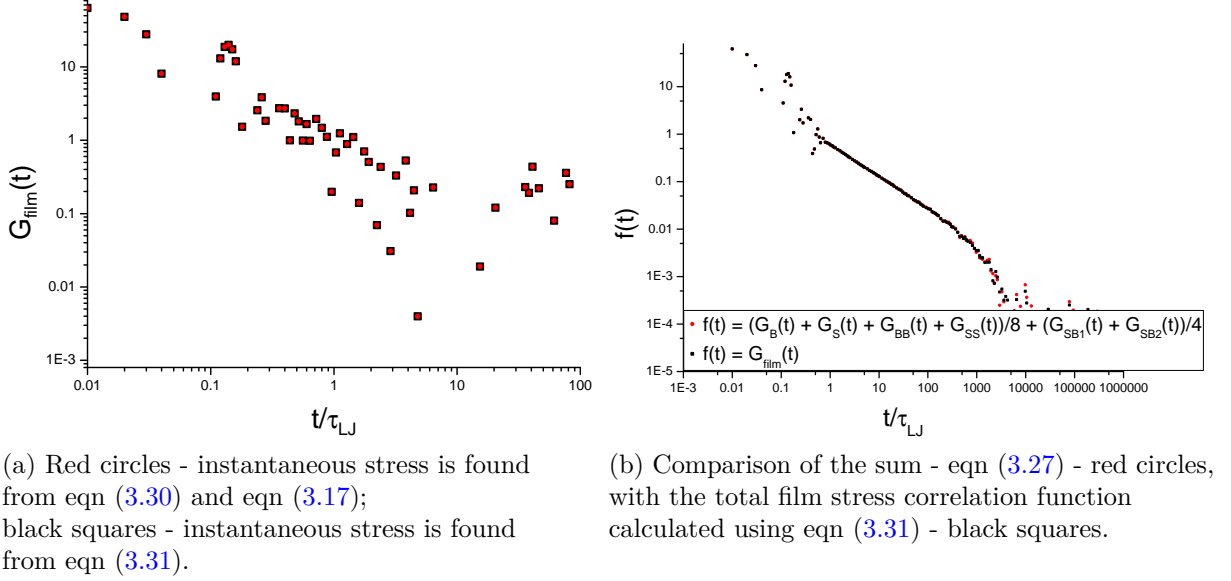 10
1
0.1
0.01
1E-3
0.01 0.1 1 10 100
G_film(t)
t/τ_LJ
10
1
0.1
0.01
1E-3
1E-4
1E-5
1E-3 0.01 0.1 1 10 100 1000 10000 100000 1000000
f(t)
t/τ_LJ
f(t) = (G_B(t) + G_S(t) + G_BB(t) + G_SS(t))/8 + (G_SB1(t) + G_SB2(t))/4
f(t) = G_film(t)
(a) Red circles - instantaneous stress is found
from eqn (3.30) and eqn (3.17);
black squares - instantaneous stress is found
from eqn (3.31).
(b) Comparison of the sum - eqn (3.27) - red circles,
with the total film stress correlation function
calculated using eqn (3.31) - black squares.